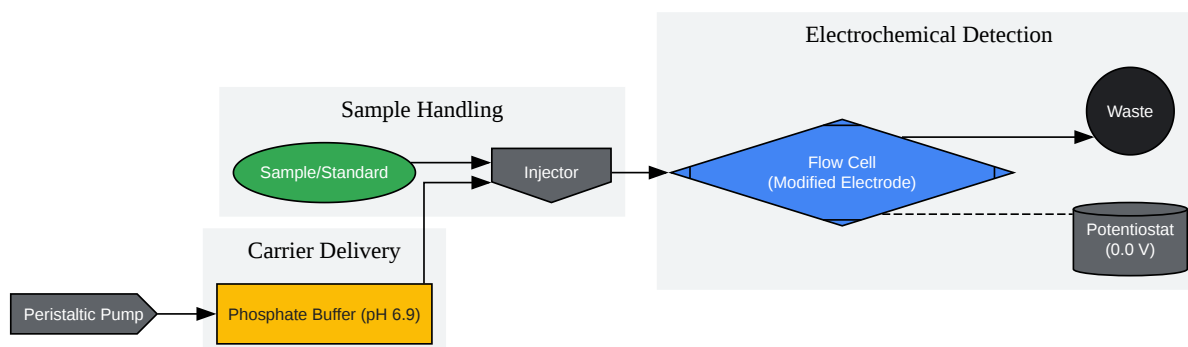 Electrochemical Detection
Sample Handling
Waste
Sample/Standard
Injector
Flow Cell
(Modified Electrode)
Potentiostat
(0.0 V)
Carrier Delivery
Peristaltic Pump
Phosphate Buffer (pH 6.9)